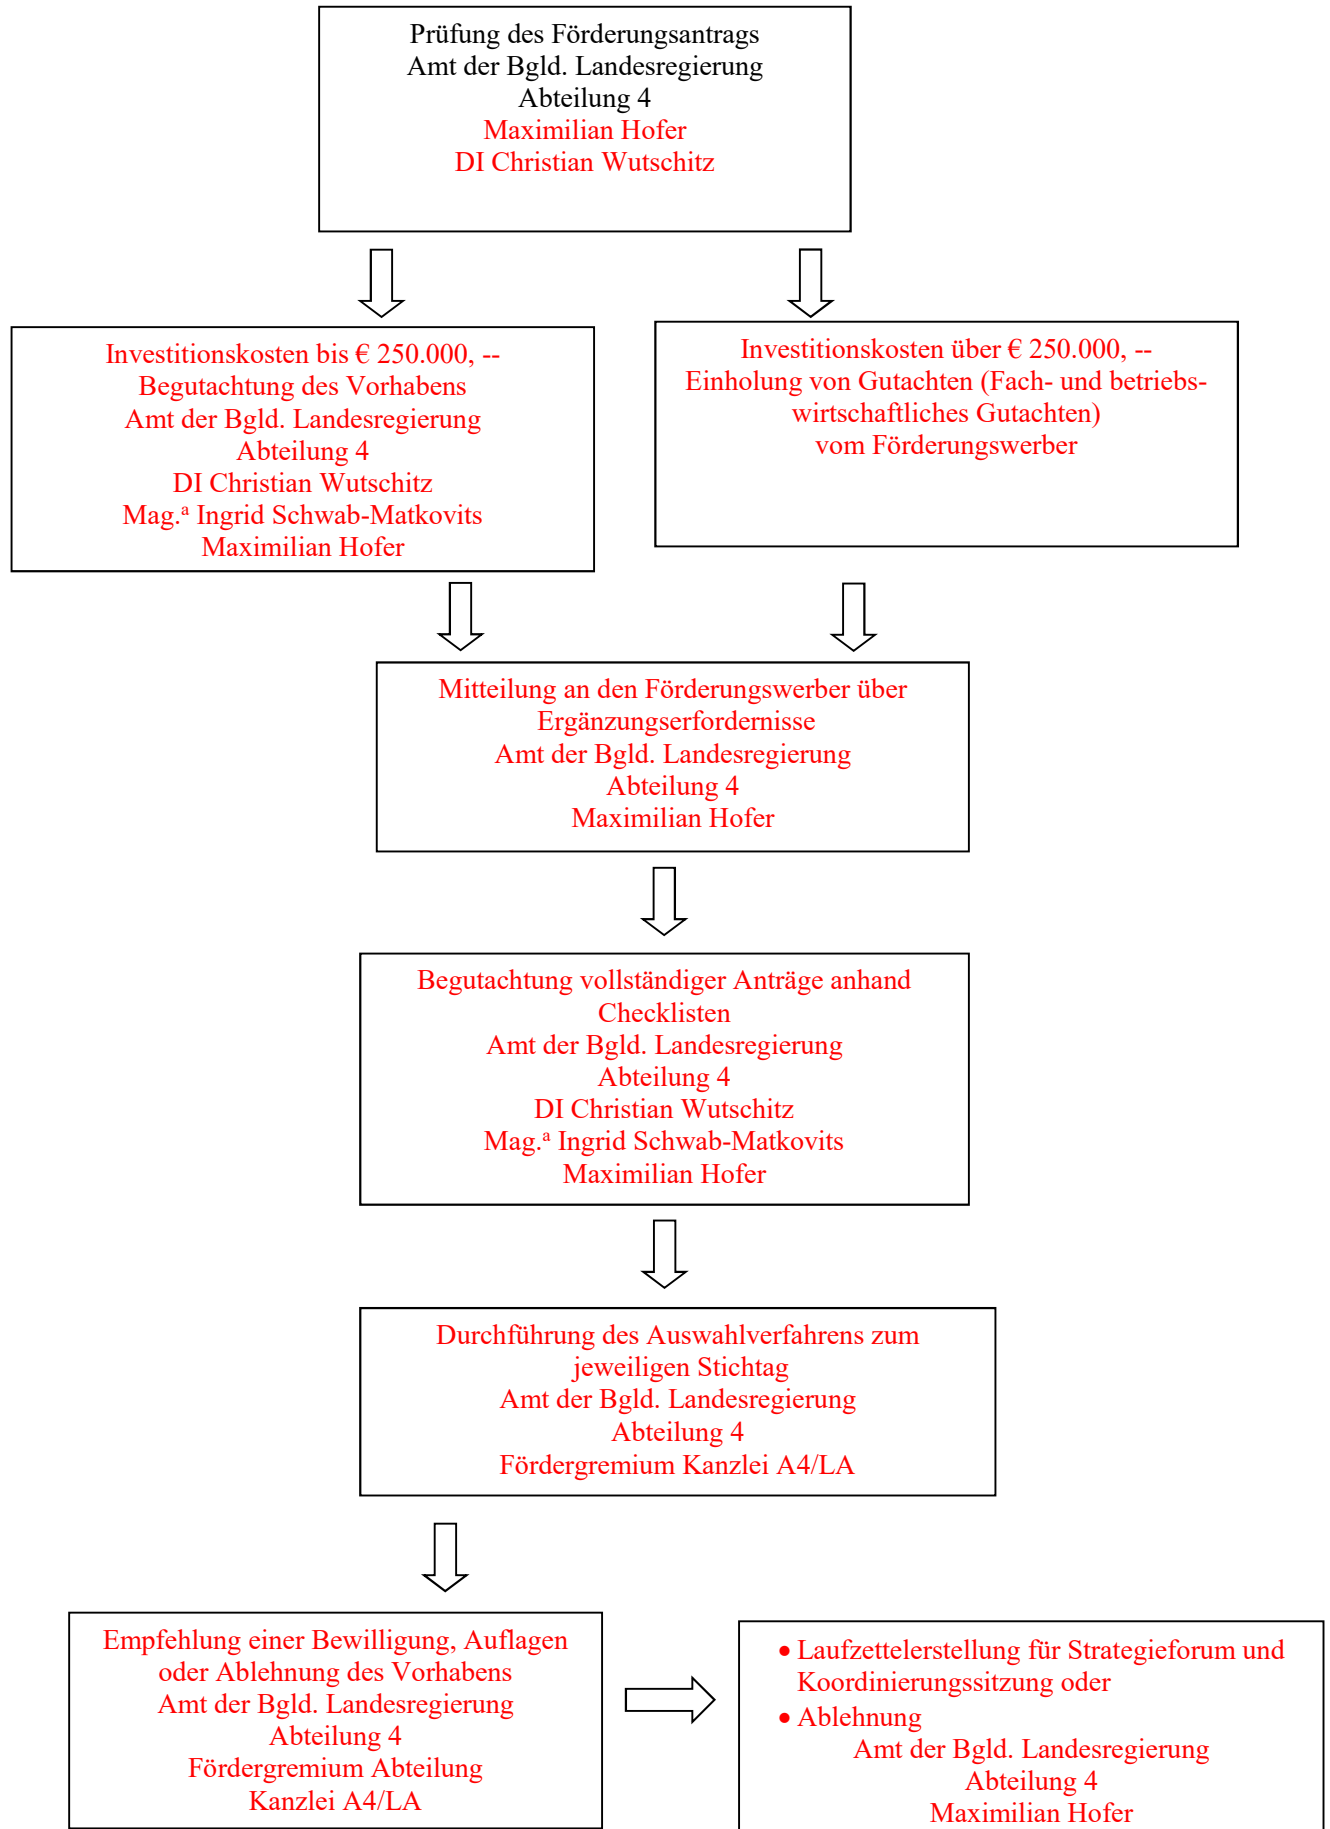 Prüfung des Förderungsantrags
Amt der Bgld. Landesregierung
Abteilung 4
Maximilian Hofer
DI Christian Wutschitz
Investitionskosten bis € 250.000, --
Begutachtung des Vorhabens
Amt der Bgld. Landesregierung
Abteilung 4
DI Christian Wutschitz
Mag.ª Ingrid Schwab-Matkovits
Maximilian Hofer
Investitionskosten über € 250.000, --
Einholung von Gutachten (Fach- und betriebs-
wirtschaftliches Gutachten)
vom Förderungswerber
Mitteilung an den Förderungswerber über
Ergänzungserfordernisse
Amt der Bgld. Landesregierung
Abteilung 4
Maximilian Hofer
Begutachtung vollständiger Anträge anhand
Checklisten
Amt der Bgld. Landesregierung
Abteilung 4
DI Christian Wutschitz
Mag.ª Ingrid Schwab-Matkovits
Maximilian Hofer
Durchführung des Auswahlverfahrens zum
jeweiligen Stichtag
Amt der Bgld. Landesregierung
Abteilung 4
Fördergremium Kanzlei A4/LA
Empfehlung einer Bewilligung, Auflagen
oder Ablehnung des Vorhabens
Amt der Bgld. Landesregierung
Abteilung 4
Fördergremium Abteilung
Kanzlei A4/LA
• Laufzettelerstellung für Strategieforum und
Koordinierungssitzung oder
• Ablehnung
Amt der Bgld. Landesregierung
Abteilung 4
Maximilian Hofer